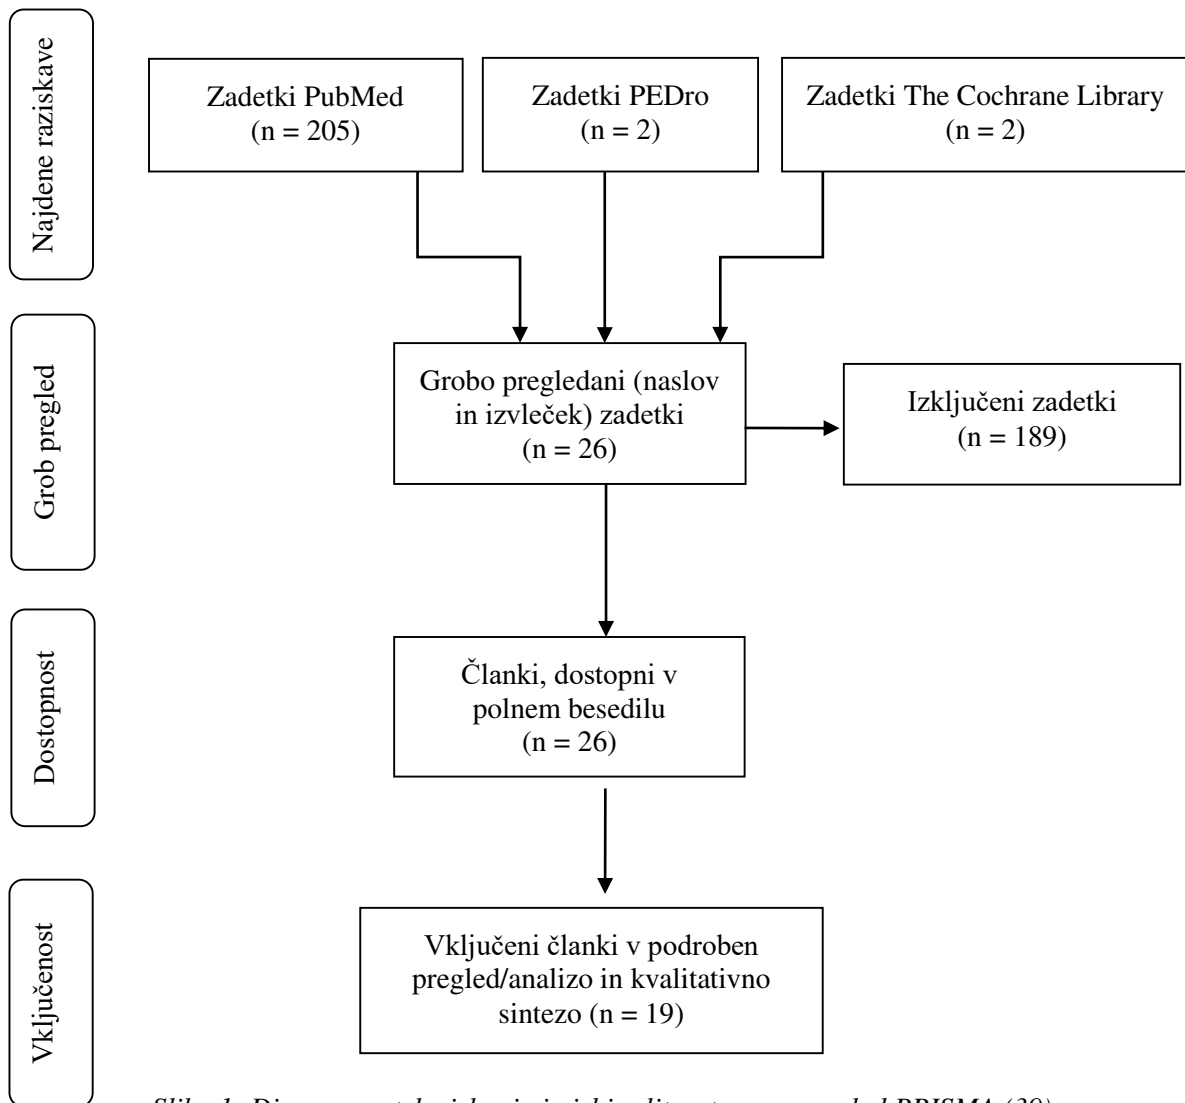 Najdene raziskave
Zadetki PubMed
(n = 205)
Zadetki PEDro
(n = 2)
Zadetki The Cochrane Library
(n = 2)
Grob pregled
Grobo pregledani (naslov
in izvleček) zadetki
(n = 26)
Izključeni zadetki
(n = 189)
Dostopnost
Članki, dostopni v
polnem besedilu
(n = 26)
Vključenost
Vključeni članki v podroben
pregled/analizo in kvalitativno
sintezo (n = 19)
PRISMA (39)